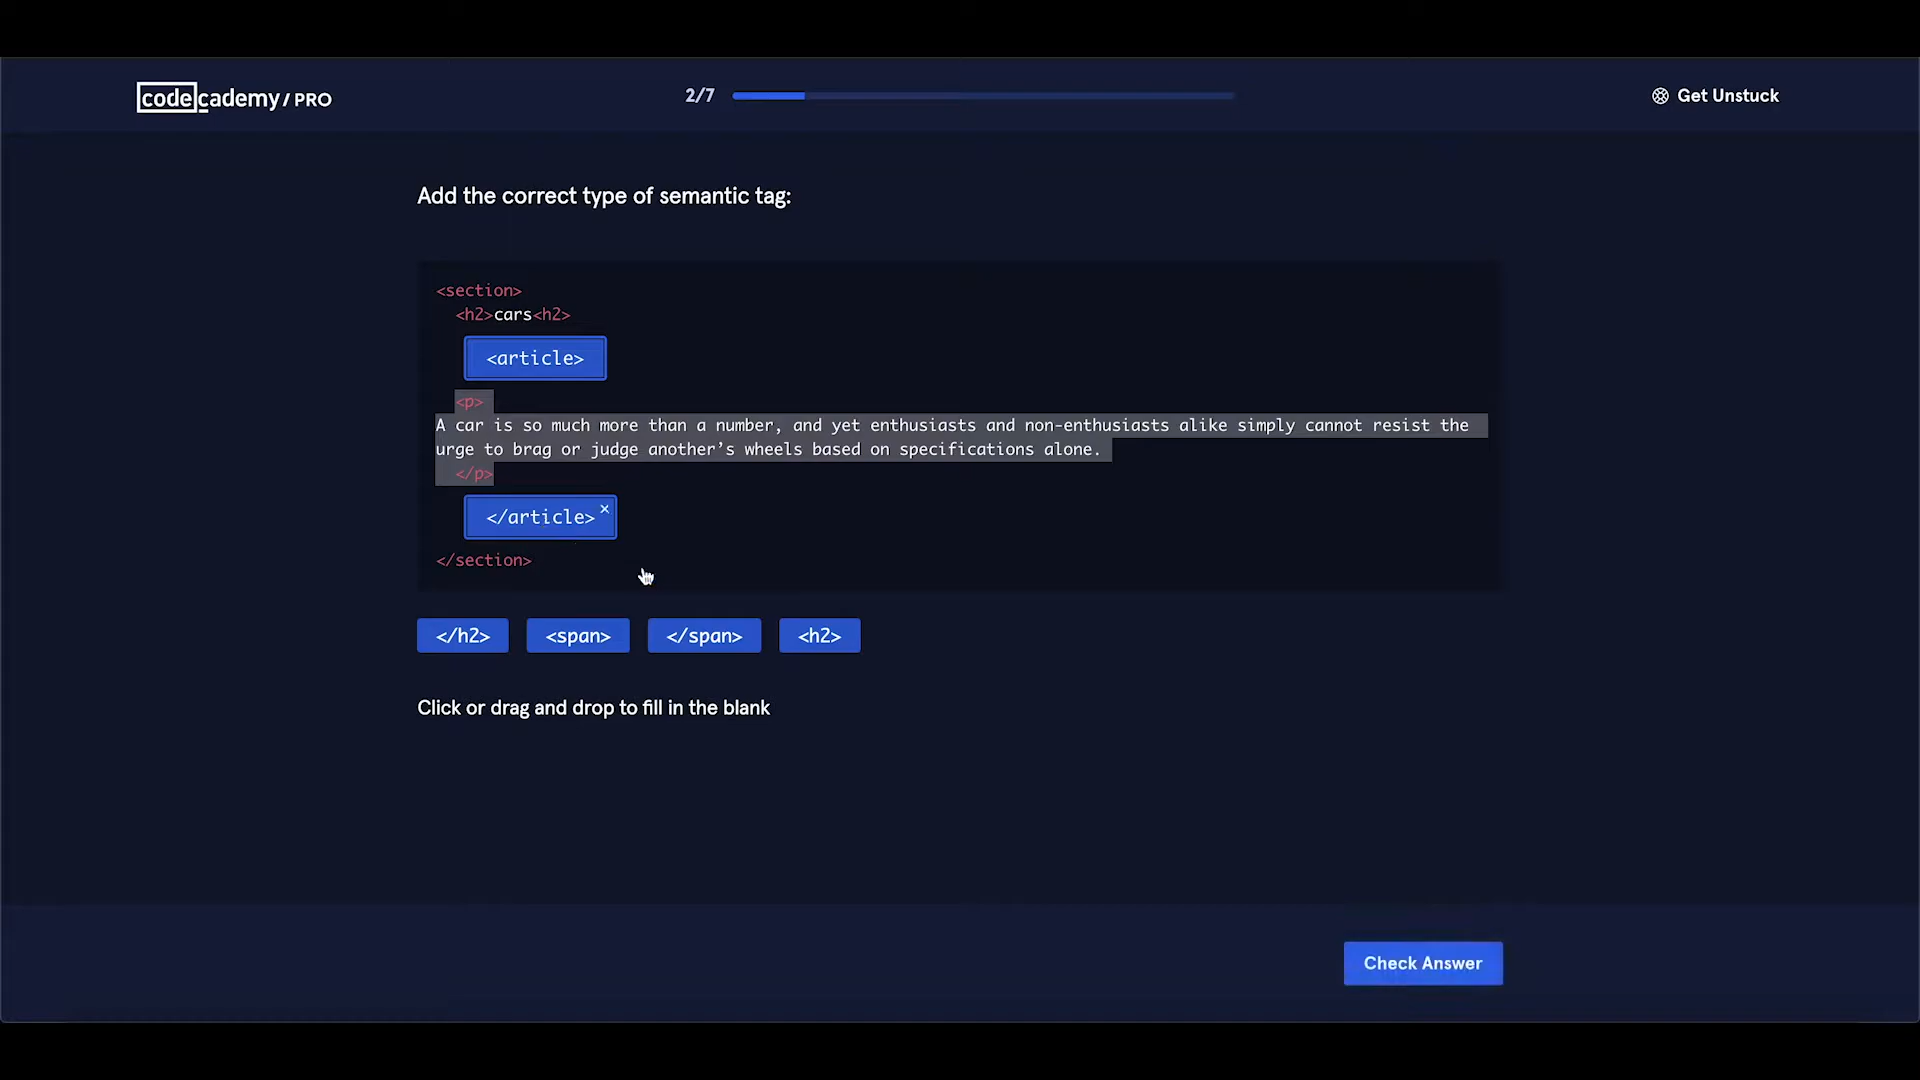 codecademy/PRO
2/7
Get Unstuck
Add the correct type of semantic tag:
<section>
<h2>cars<h2>
<article>
<p>
A car is so much more than a number, and yet enthusiasts and non-enthusiasts alike simply cannot resist the
urge to brag or judge another’s wheels based on specifications alone.
</p>
</article> ×
</section>
</h2> <span> </span> <h2>
Click or drag and drop to fill in the blank
Check Answer